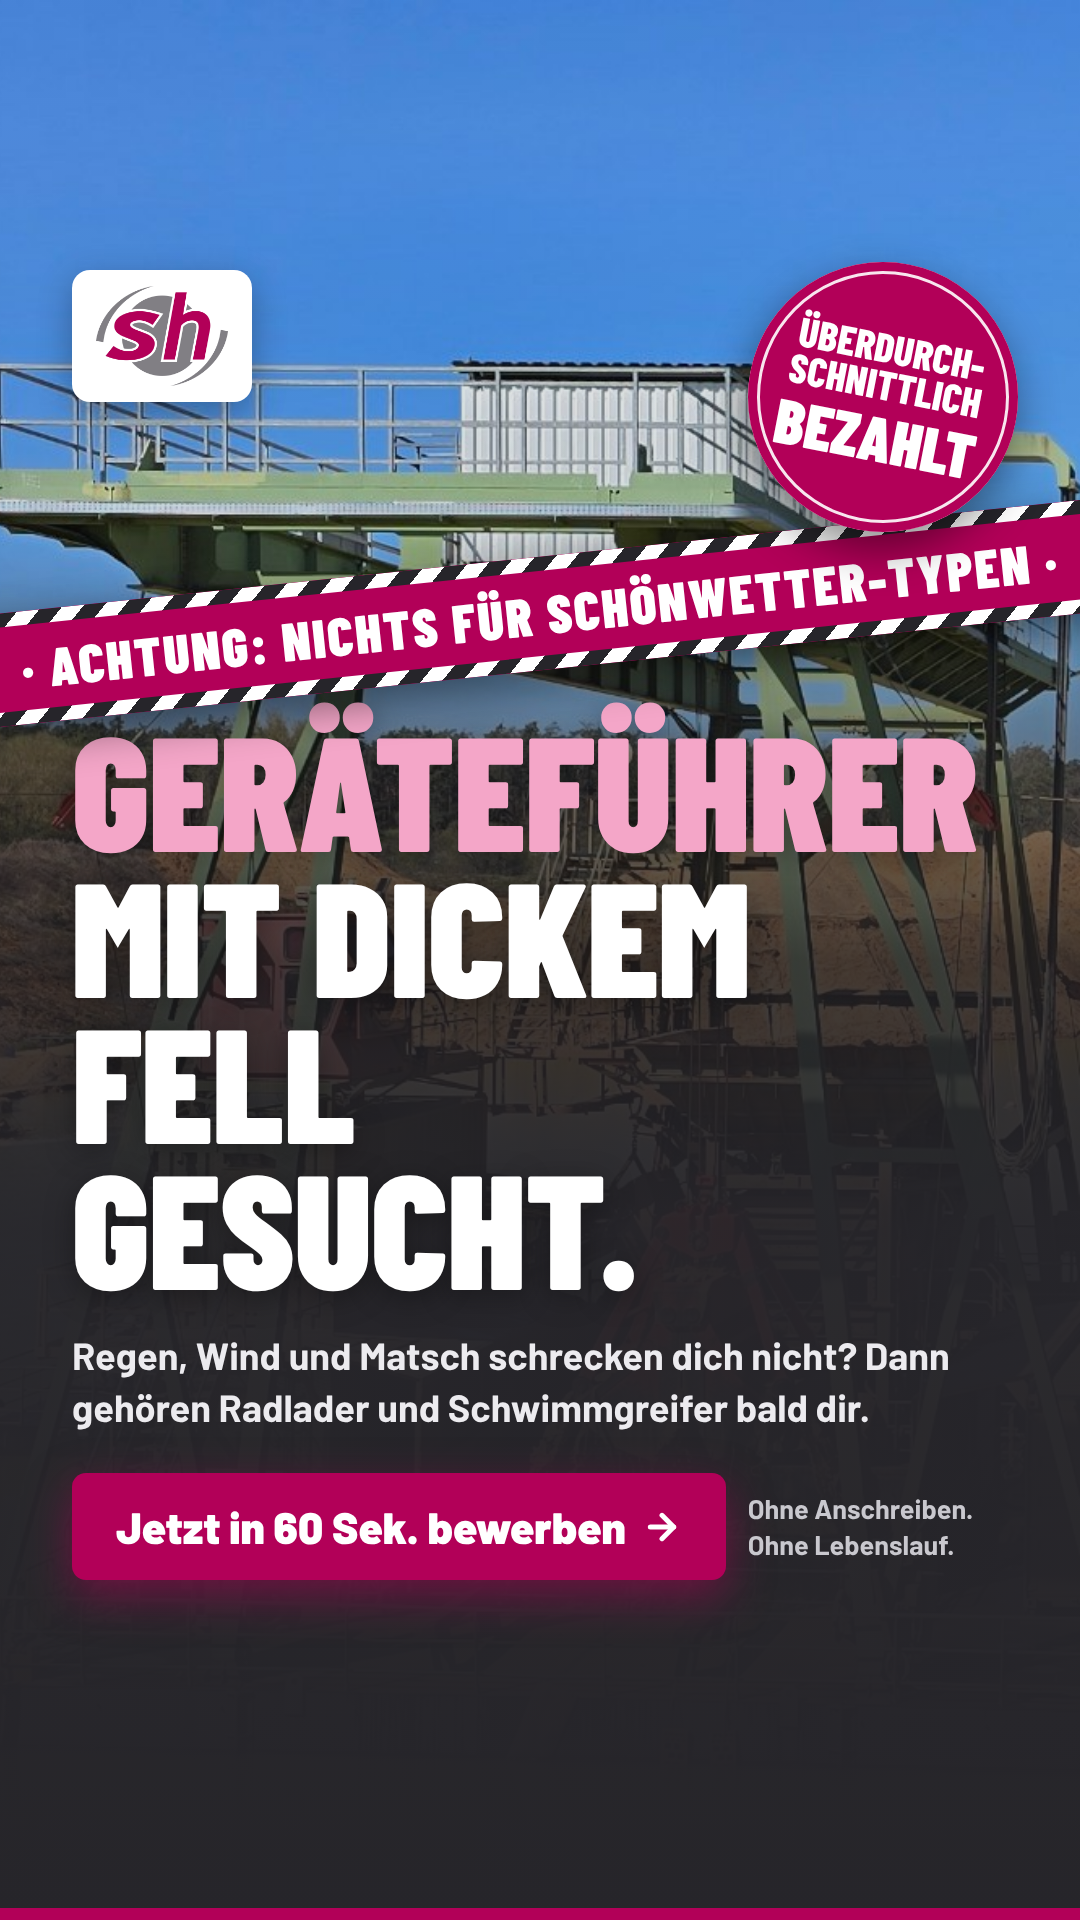 sh
ÜBERDURCH-
SCHNITTLICH
BEZAHLT
· ACHTUNG: NICHTS FÜR SCHÖNWETTER-TYPEN ·
GERÄTEFÜHRER
MIT DICKEM
FELL
GESUCHT.
Regen, Wind und Matsch schrecken dich nicht? Dann
gehören Radlader und Schwimmgreifer bald dir.
Jetzt in 60 Sek. bewerben →
Ohne Anschreiben.
Ohne Lebenslauf.